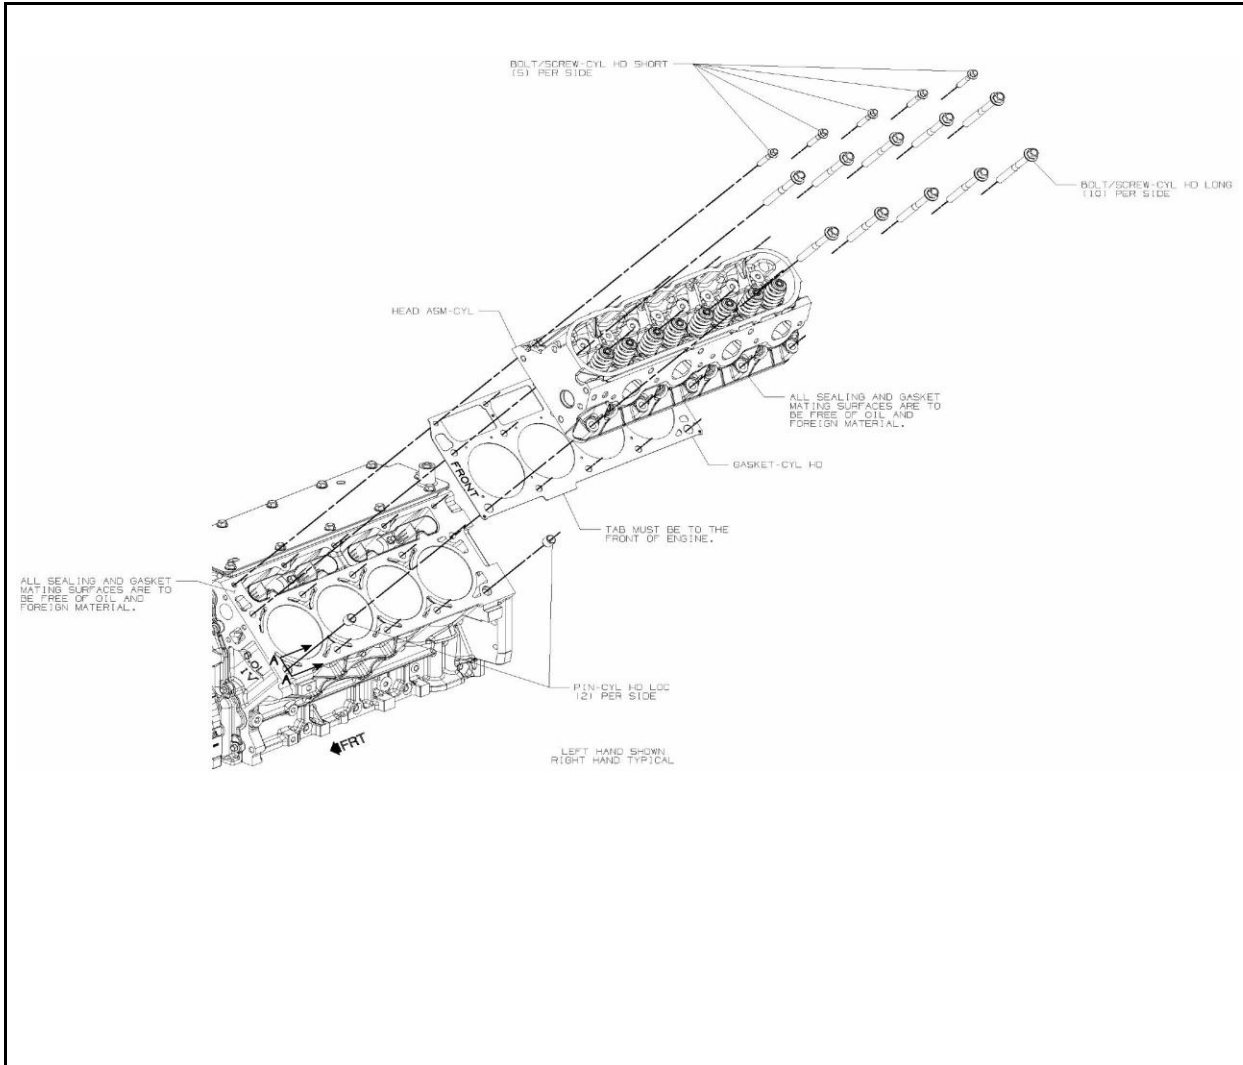 BOLT/SCREW-CYL HD SHORT
(5) PER SIDE
BOLT/SCREW-CYL HD LONG
(10) PER SIDE
HEAD ASM-CYL
ALL SEALING AND GASKET
MATING SURFACES ARE TO
BE FREE OF OIL AND
FOREIGN MATERIAL.
GASKET-CYL HD
FRONT
TAB MUST BE TO THE
FRONT OF ENGINE.
ALL SEALING AND GASKET
MATING SURFACES ARE TO
BE FREE OF OIL AND
FOREIGN MATERIAL.
A
A
PIN-CYL HD LOC
(2) PER SIDE
FRT
LEFT HAND SHOWN
RIGHT HAND TYPICAL